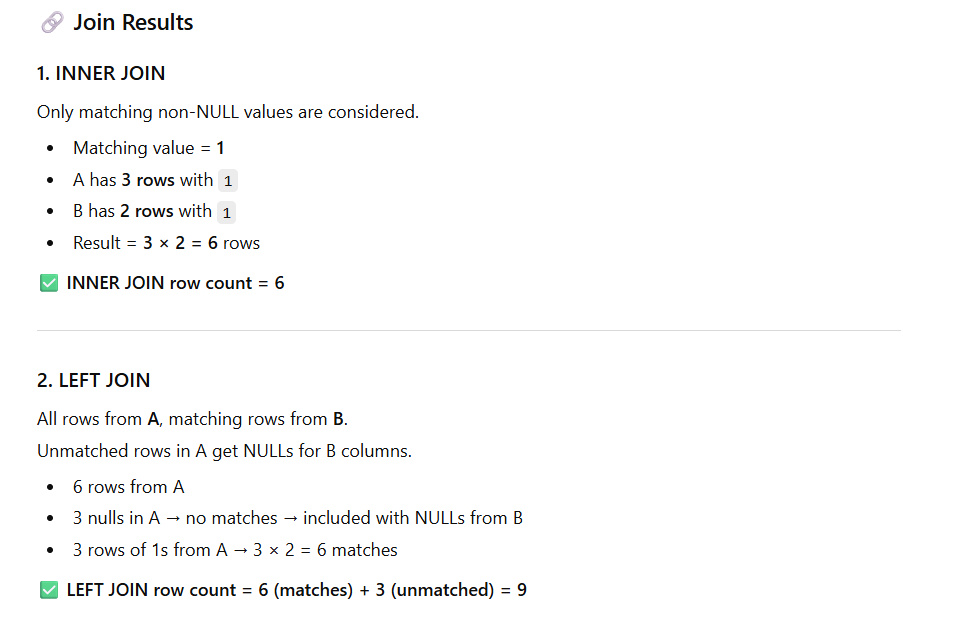 🔗 Join Results
1. INNER JOIN
Only matching non-NULL values are considered.
• Matching value = 1
• A has 3 rows with 1
• B has 2 rows with 1
• Result = 3 × 2 = 6 rows
✅ INNER JOIN row count = 6
2. LEFT JOIN
All rows from A, matching rows from B.
Unmatched rows in A get NULLs for B columns.
• 6 rows from A
• 3 nulls in A → no matches → included with NULLs from B
• 3 rows of 1s from A → 3 × 2 = 6 matches
✅ LEFT JOIN row count = 6 (matches) + 3 (unmatched) = 9